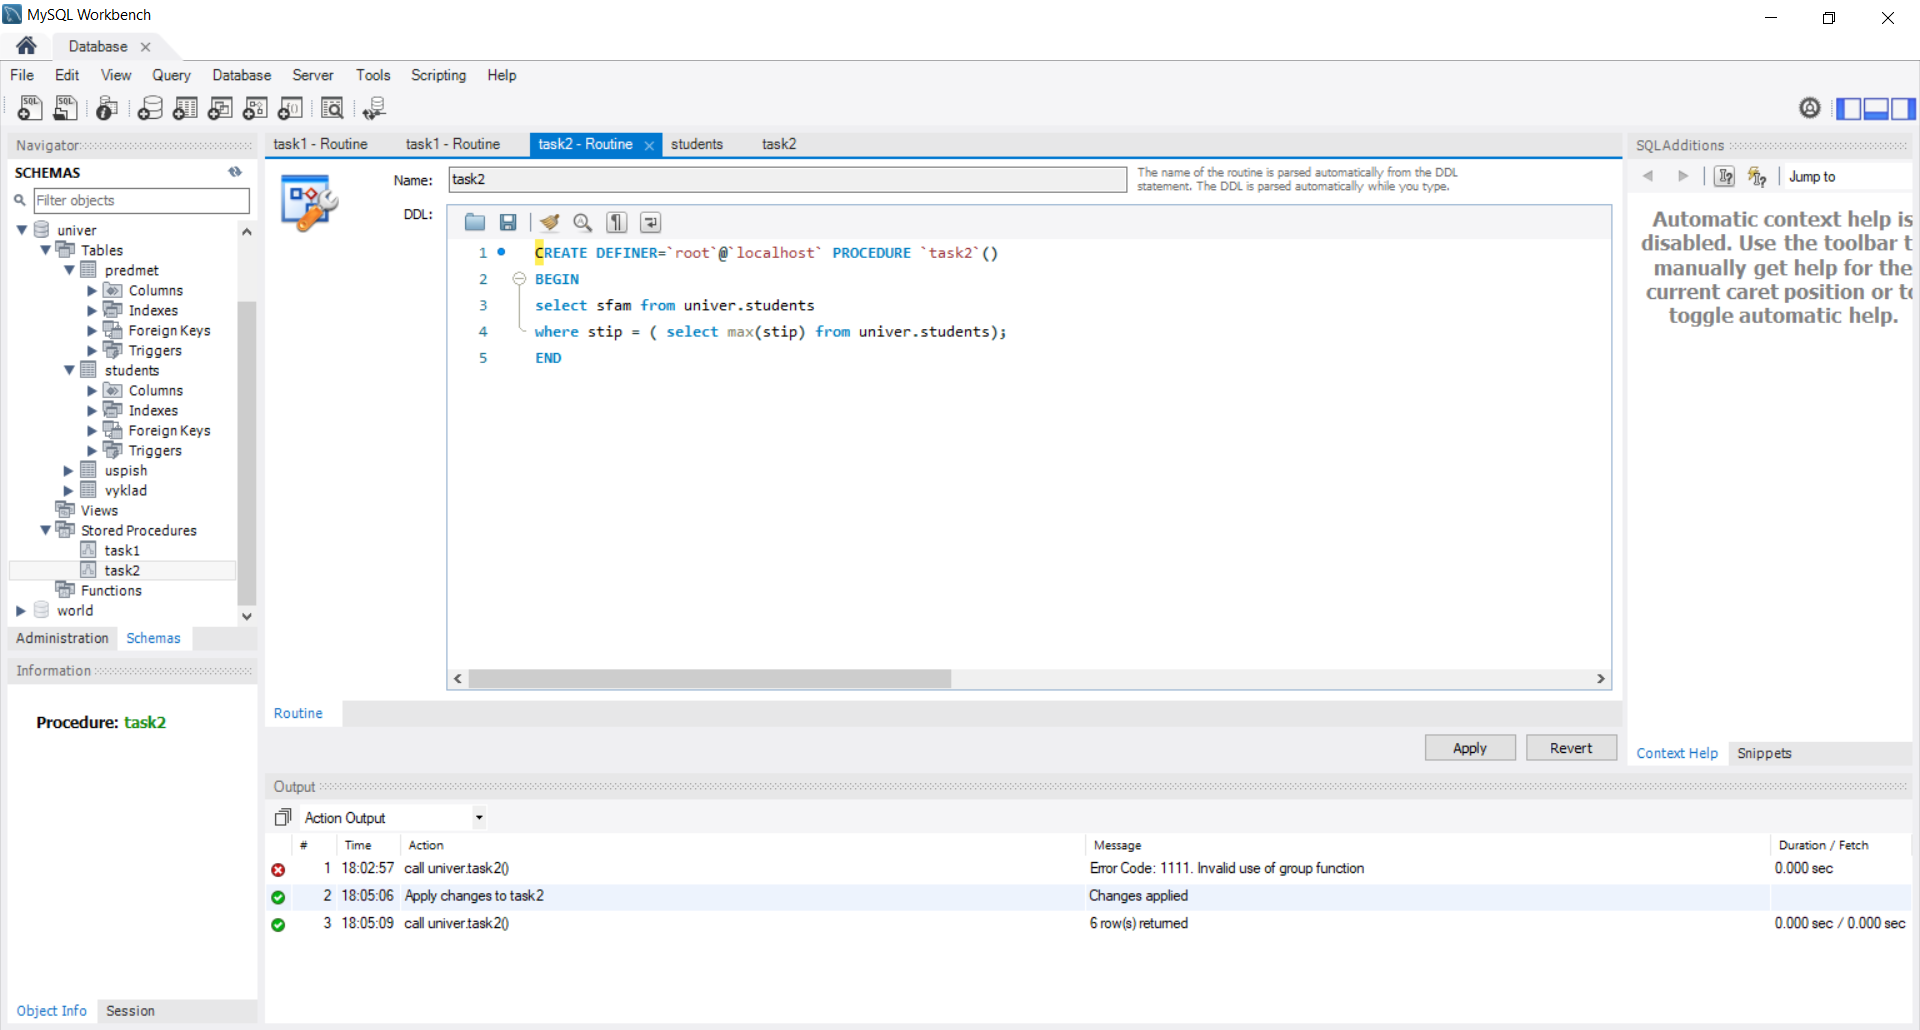 MySQL Workbench
Database
File Edit View Query Database Server Tools Scripting Help
Navigator
SCHEMAS
Filter objects
univer
Tables
predmet
Columns
Indexes
Foreign Keys
Triggers
students
Columns
Indexes
Foreign Keys
Triggers
uspish
vyklad
Views
Stored Procedures
task1
task2
Functions
world
Administration Schemas
Information
Procedure: task2
Object Info Session
task1 - Routine task1 - Routine task2 - Routine students task2
Name: task2
The name of the routine is parsed automatically from the DDL
statement. The DDL is parsed automatically while you type.
DDL:
1 CREATE DEFINER=`root`@`localhost` PROCEDURE `task2`()
2 BEGIN
3 select sfam from univer.students
4 where stip = ( select max(stip) from univer.students);
5 END
Routine
Apply Revert
SQLAdditions
Jump to
Automatic context help is
disabled. Use the toolbar t
manually get help for the
current caret position or to
toggle automatic help.
Context Help Snippets
Output
Action Output
# Time Action Message Duration / Fetch
1 18:02:57 call univer.task2() Error Code: 1111. Invalid use of group function 0.000 sec
2 18:05:06 Apply changes to task2 Changes applied
3 18:05:09 call univer.task2() 6 row(s) returned 0.000 sec / 0.000 sec